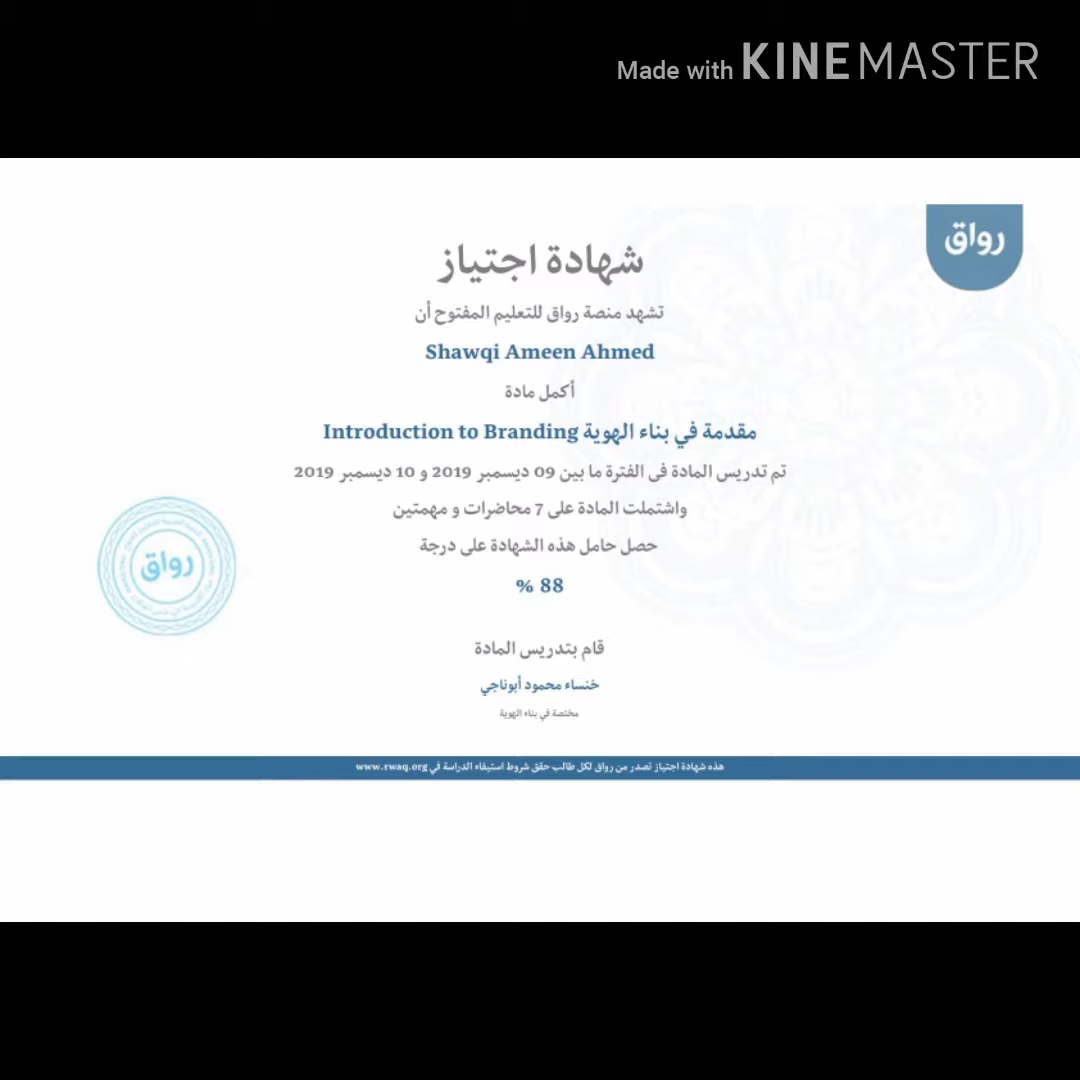 Made with KINEMASTER
رواق
شهادة اجتياز
تشهد منصة رواق للتعليم المفتوح أن
Shawqi Ameen Ahmed
أكمل مادة
مقدمة في بناء الهوية Introduction to Branding
تم تدريس المادة فى الفترة ما بين 09 ديسمبر 2019 و 10 ديسمبر 2019
واشتملت المادة على 7 محاضرات و مهمتين
حصل حامل هذه الشهادة على درجة
88 %
رواق
قام بتدريس المادة
خنساء محمود أبوناجي
مختصة في بناء الهوية
هذه شهادة اجتياز تصدر من رواق لكل طالب حقق شروط استيفاء الدراسة في www.rwaq.org